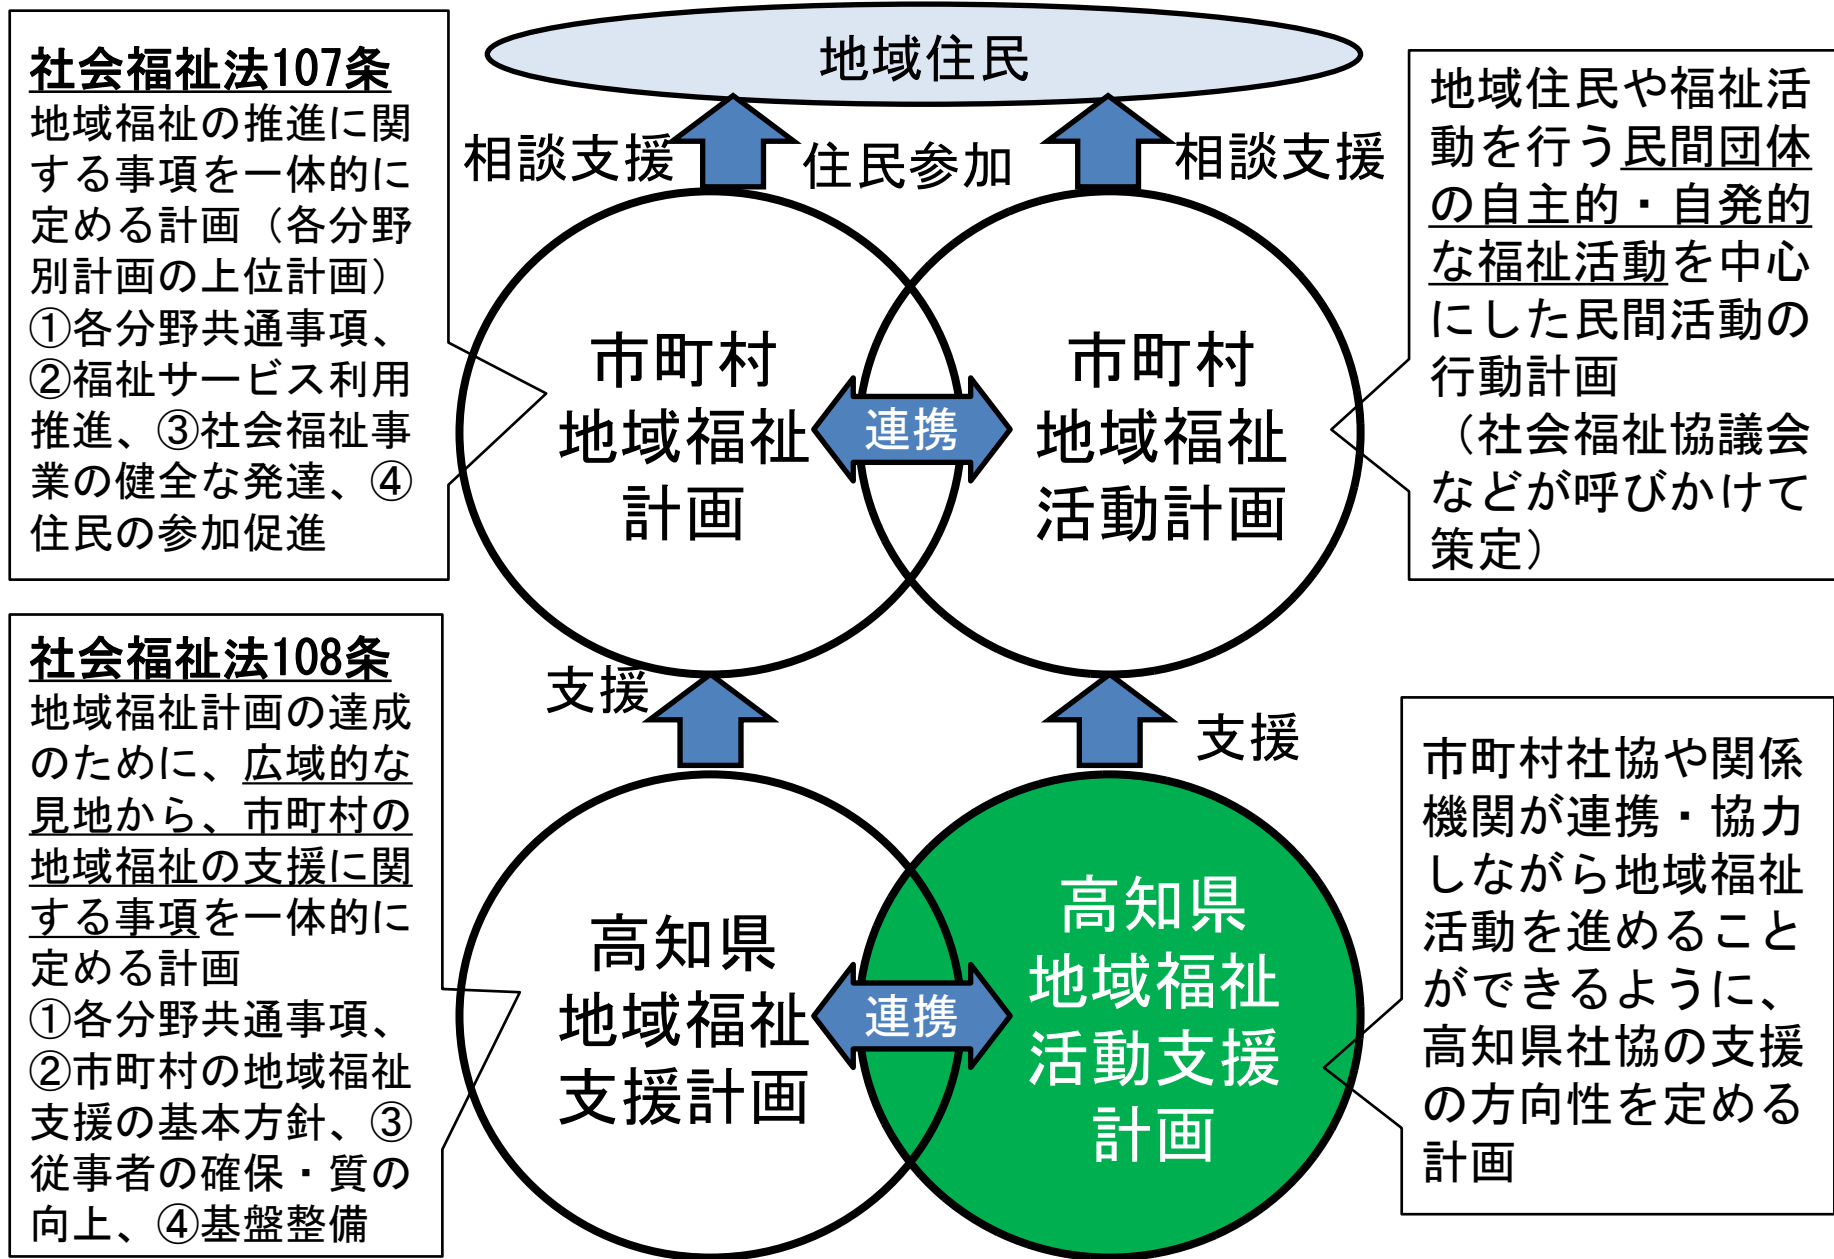 地域住民
社会福祉法107条
地域福祉の推進に関
する事項を一体的に
定める計画（各分野
別計画の上位計画）
①各分野共通事項、
②福祉サービス利用
推進、③社会福祉事
業の健全な発達、④
住民の参加促進
相談支援
住民参加
相談支援
地域住民や福祉活
動を行う民間団体
の自主的・自発的
な福祉活動を中心
にした民間活動の
行動計画
（社会福祉協議会
などが呼びかけて
策定）
市町村
地域福祉
計画
連携
市町村
地域福祉
活動計画
支援
支援
社会福祉法108条
地域福祉計画の達成
のために、広域的な
見地から、市町村の
地域福祉の支援に関
する事項を一体的に
定める計画
①各分野共通事項、
②市町村の地域福祉
支援の基本方針、③
従事者の確保・質の
向上、④基盤整備
高知県
地域福祉
支援計画
連携
高知県
地域福祉
活動支援
計画
市町村社協や関係
機関が連携・協力
しながら地域福祉
活動を進めること
ができるように、
高知県社協の支援
の方向性を定める
計画